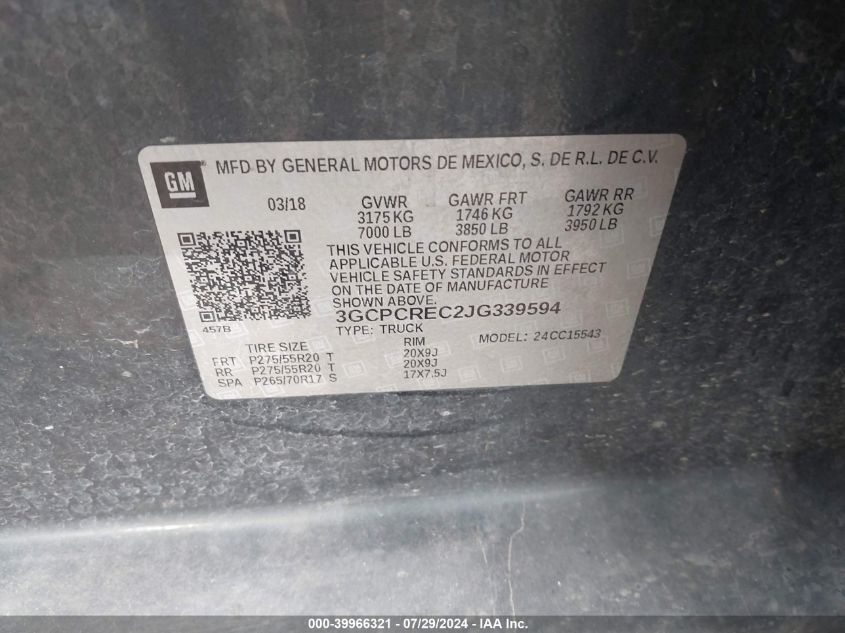 GM
MFD BY GENERAL MOTORS DE MEXICO, S. DE R.L. DE C.V.
03/18 GVWR GAWR FRT GAWR RR
3175 KG 1746 KG 1792 KG
7000 LB 3850 LB 3950 LB
THIS VEHICLE CONFORMS TO ALL
APPLICABLE U.S. FEDERAL MOTOR
VEHICLE SAFETY STANDARDS IN EFFECT
ON THE DATE OF MANUFACTURE
SHOWN ABOVE.
457B 3GCPCREC2JG339594
TYPE: TRUCK MODEL: 24CC15543
TIRE SIZE RIM
FRT P275/55R20 T 20X9J
RR P275/55R20 T 20X9J
SPA P265/70R17 S 17X7.5J
000-39966321 - 07/29/2024 - IAA Inc.